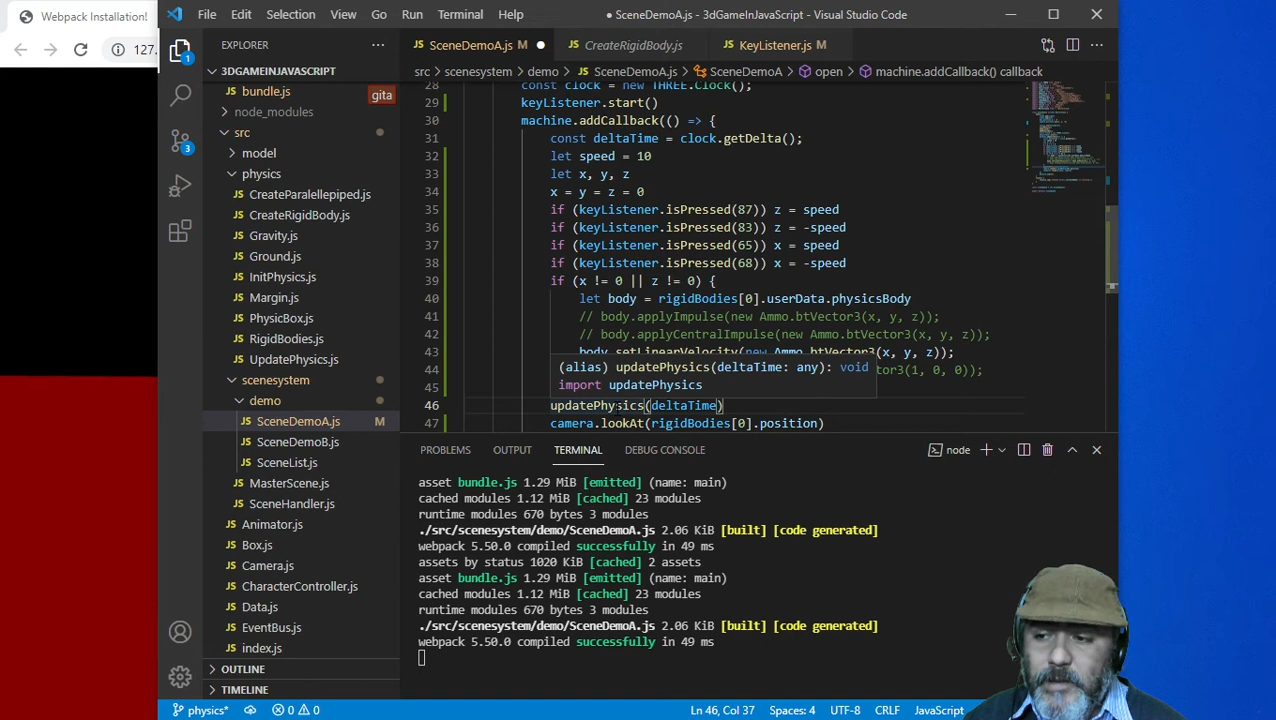 Webpack Installation!
127.
File Edit Selection View Go Run Terminal Help
● SceneDemoA.js - 3dGameInJavaScript - Visual Studio Code
EXPLORER
3DGAMEINJAVASCRIPT
bundle.js
gita
node_modules
src
model
physics
CreateParalellepiped.js
CreateRigidBody.js
Gravity.js
Ground.js
InitPhysics.js
Margin.js
PhysicBox.js
RigidBodies.js
UpdatePhysics.js
scenesystem
demo
SceneDemoA.js M
SceneDemoB.js
SceneList.js
MasterScene.js
SceneHandler.js
Animator.js
Box.js
Camera.js
CharacterController.js
Data.js
EventBus.js
index.js
OUTLINE
TIMELINE
1
3
SceneDemoA.js M ● CreateRigidBody.js KeyListener.js M
src > scenesystem > demo > SceneDemoA.js > SceneDemoA > open > machine.addCallback() callback
28 const clock = new THREE.Clock();
29 keyListener.start()
30 machine.addCallback(() => {
31 const deltaTime = clock.getDelta();
32 let speed = 10
33 let x, y, z
34 x = y = z = 0
35 if (keyListener.isPressed(87)) z = speed
36 if (keyListener.isPressed(83)) z = -speed
37 if (keyListener.isPressed(65)) x = speed
38 if (keyListener.isPressed(68)) x = -speed
39 if (x != 0 || z != 0) {
40 let body = rigidBodies[0].userData.physicsBody
41 // body.applyImpulse(new Ammo.btVector3(x, y, z));
42 // body.applyCentralImpulse(new Ammo.btVector3(x, y, z));
43 body.setLinearVelocity(new Ammo.btVector3(x, y, z));
(alias) updatePhysics(deltaTime: any): void
import updatePhysics
44 tor3(1, 0, 0));
45
46 updatePhysics(deltaTime)
47 camera.lookAt(rigidBodies[0].position)
PROBLEMS OUTPUT TERMINAL DEBUG CONSOLE
node
asset bundle.js 1.29 MiB [emitted] (name: main)
cached modules 1.12 MiB [cached] 23 modules
runtime modules 670 bytes 3 modules
./src/scenesystem/demo/SceneDemoA.js 2.06 KiB [built] [code generated]
webpack 5.50.0 compiled successfully in 49 ms
assets by status 1020 KiB [cached] 2 assets
asset bundle.js 1.29 MiB [emitted] (name: main)
cached modules 1.12 MiB [cached] 23 modules
runtime modules 670 bytes 3 modules
./src/scenesystem/demo/SceneDemoA.js 2.06 KiB [built] [code generated]
webpack 5.50.0 compiled successfully in 49 ms
physics* 0 0 Ln 46, Col 37 Spaces: 4 UTF-8 CRLF JavaScript